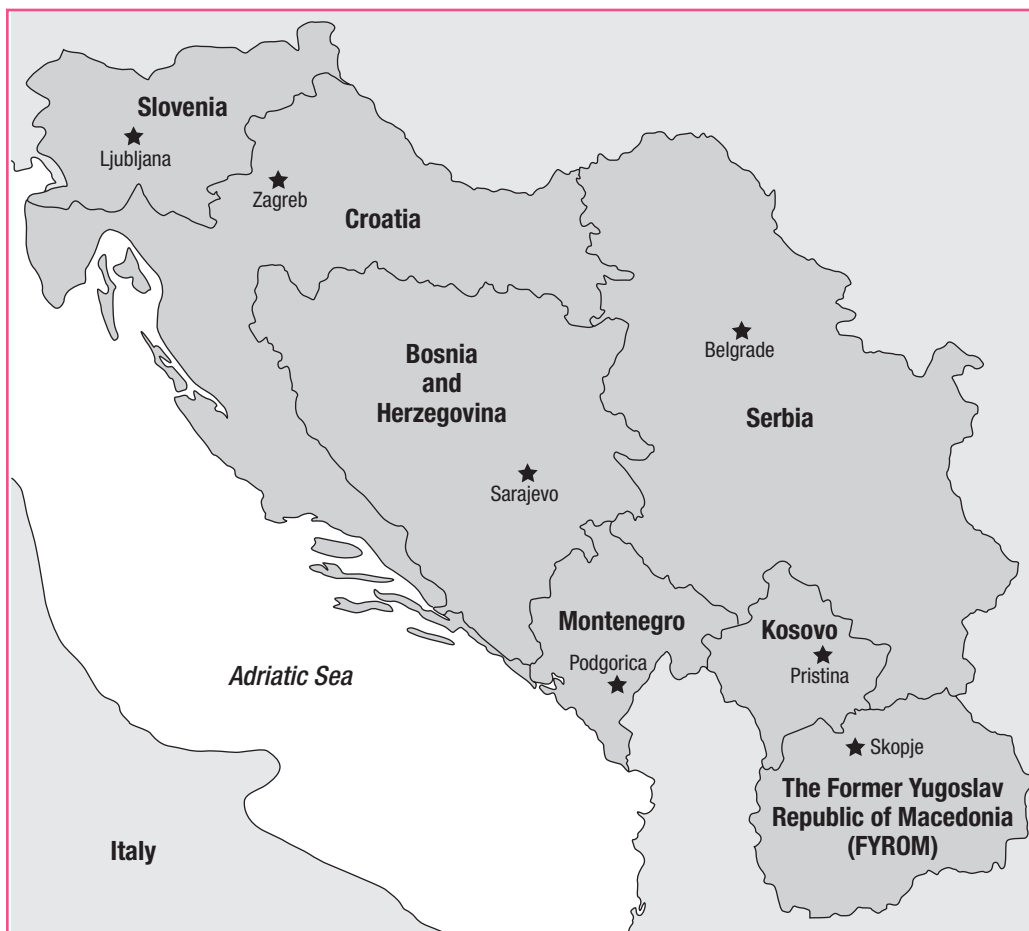 Slovenia
Ljubljana
Zagreb
Croatia
Belgrade
Bosnia
and
Herzegovina
Serbia
Sarajevo
Montenegro
Kosovo
Podgorica
Pristina
Adriatic Sea
Skopje
The Former Yugoslav
Republic of Macedonia
(FYROM)
Italy